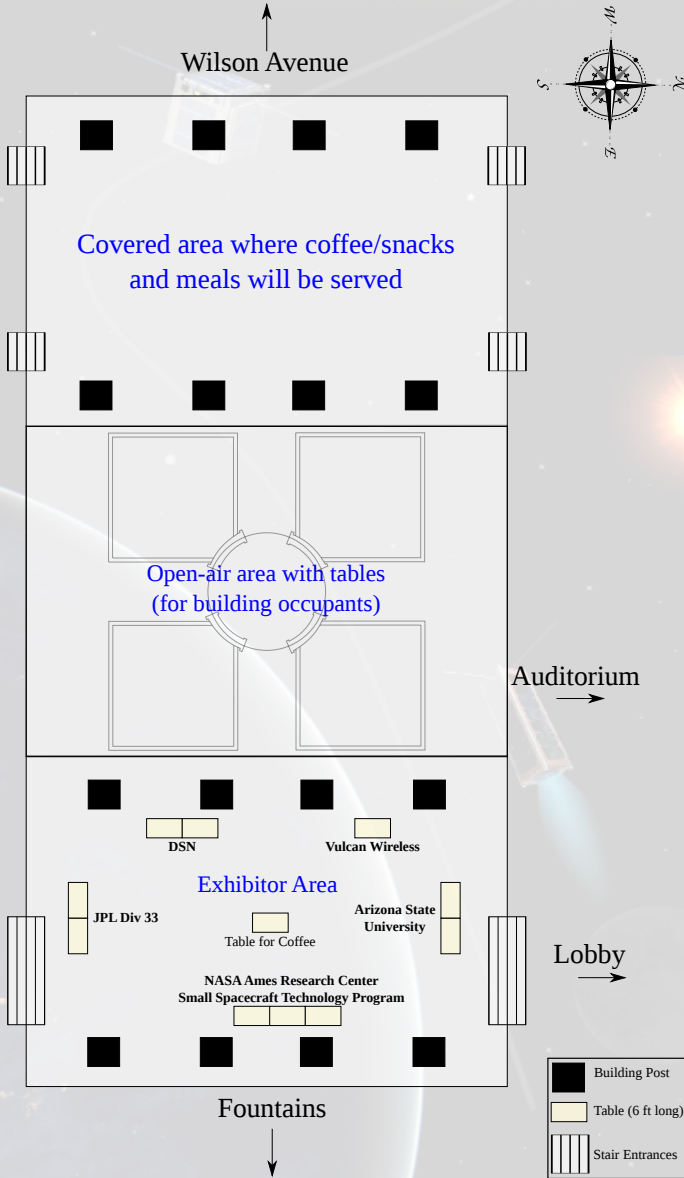 Wilson Avenue
W
S
N
E
Covered area where coffee/snacks
and meals will be served
Open-air area with tables
(for building occupants)
Auditorium
DSN
Vulcan Wireless
Exhibitor Area
JPL Div 33
Arizona State
University
Table for Coffee
Lobby
NASA Ames Research Center
Small Spacecraft Technology Program
Fountains
Building Post
Table (6 ft long)
Stair Entrances